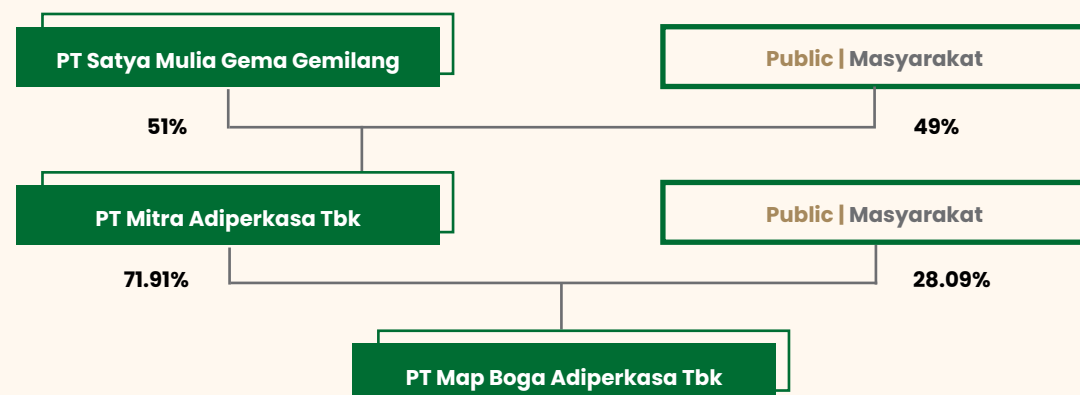 PT Satya Mulia Gema Gemilang
Public | Masyarakat
51%
49%
PT Mitra Adiperkasa Tbk
Public | Masyarakat
71.91%
28.09%
PT Map Boga Adiperkasa Tbk